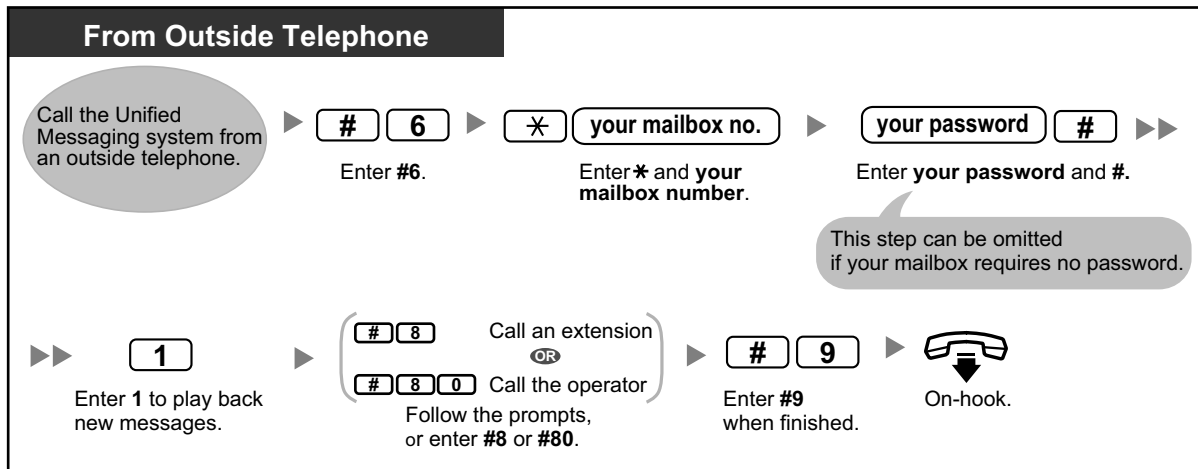 From Outside Telephone
Call the Unified
Messaging system from
an outside telephone.
# 6
Enter #6.
* your mailbox no.
Enter * and your
mailbox number.
your password #
Enter your password and #.
This step can be omitted
if your mailbox requires no password.
1
Enter 1 to play back
new messages.
# 8 Call an extension
OR
# 8 0 Call the operator
Follow the prompts,
or enter #8 or #80.
# 9
Enter #9
when finished.
On-hook.